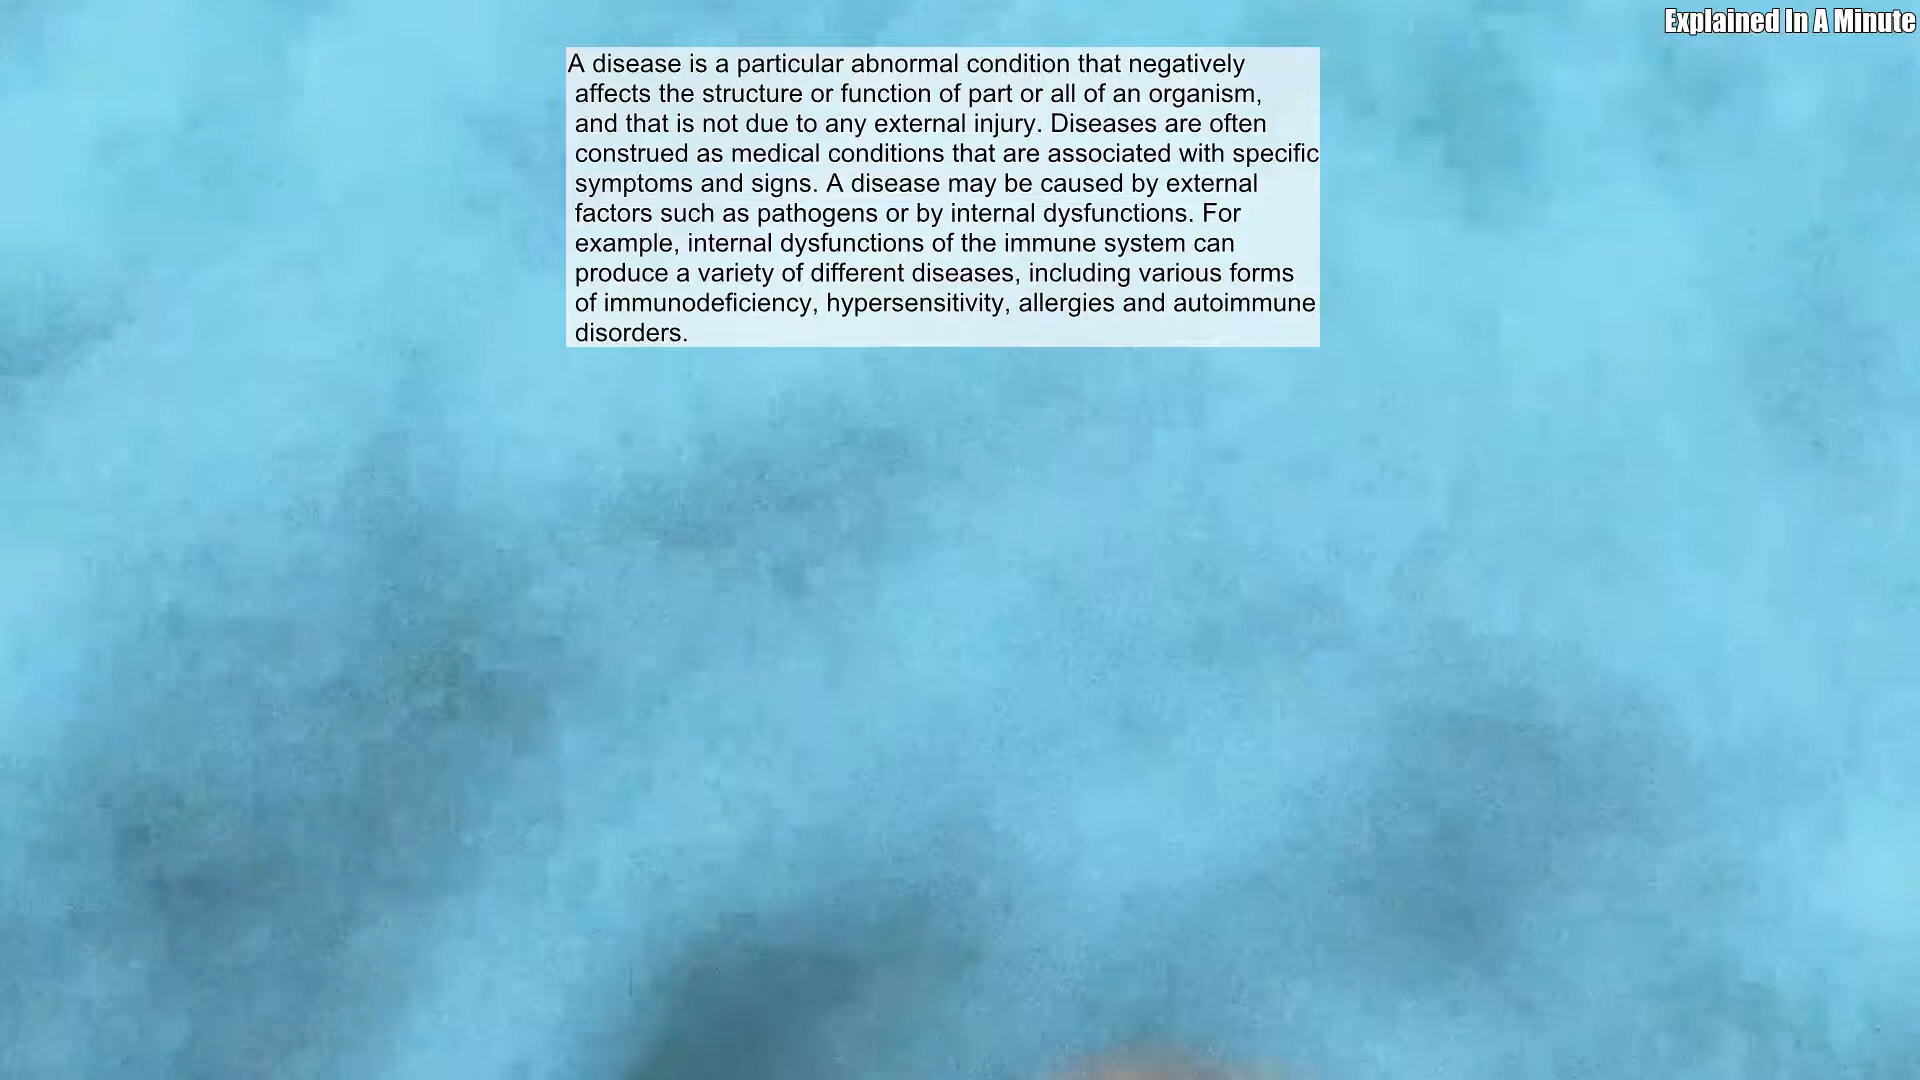 Explained In A Minute
A disease is a particular abnormal condition that negatively
affects the structure or function of part or all of an organism,
and that is not due to any external injury. Diseases are often
construed as medical conditions that are associated with specific
symptoms and signs. A disease may be caused by external
factors such as pathogens or by internal dysfunctions. For
example, internal dysfunctions of the immune system can
produce a variety of different diseases, including various forms
of immunodeficiency, hypersensitivity, allergies and autoimmune
disorders.